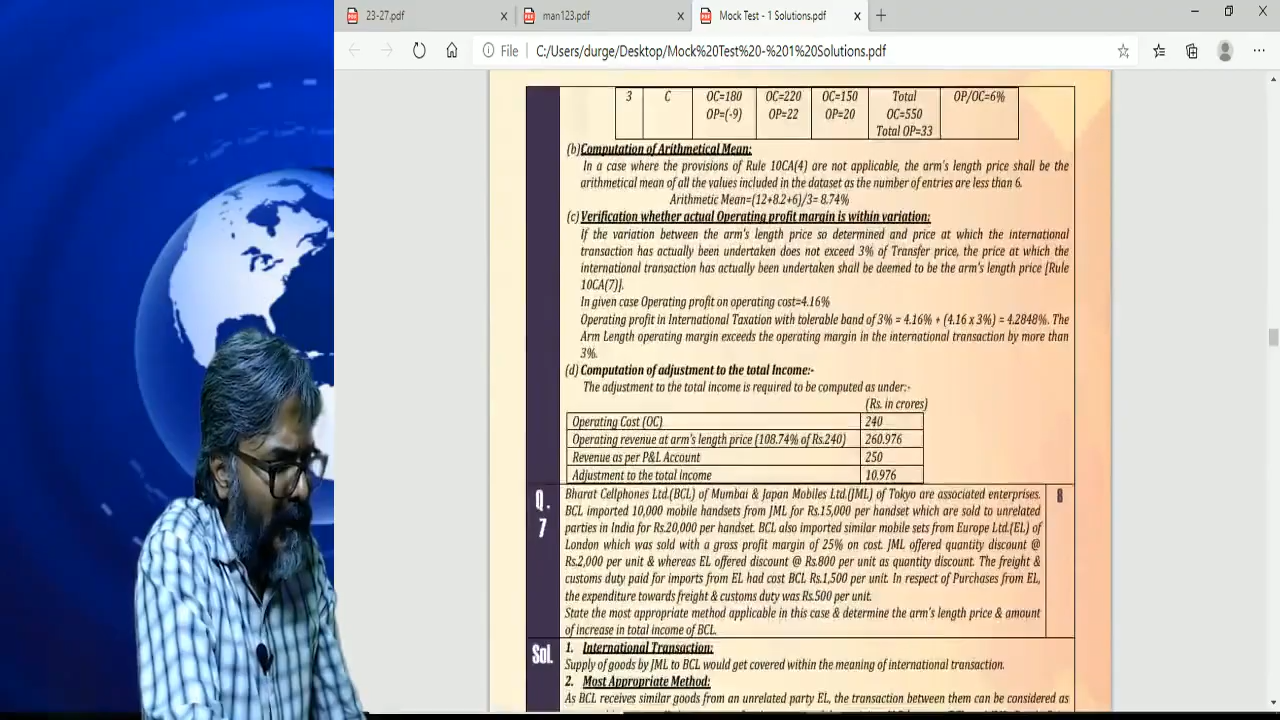 23-27.pdf
man123.pdf
Mock Test - 1 Solutions.pdf
File C:/Users/durge/Desktop/Mock%20Test%20-%201%20Solutions.pdf
3 C OC=180 OC=220 OC=150 Total OP/OC=6%
OP=(-9) OP=22 OP=20 OC=550
Total OP=33
(b)Computation of Arithmetical Mean:
In a case where the provisions of Rule 10CA(4) are not applicable, the arm's length price shall be the
arithmetical mean of all the values included in the dataset as the number of entries are less than 6.
Arithmetic Mean=(12+8.2+6)/3= 8.74%
(c) Verification whether actual Operating profit margin is within variation:
If the variation between the arm's length price so determined and price at which the international
transaction has actually been undertaken does not exceed 3% of Transfer price, the price at which the
international transaction has actually been undertaken shall be deemed to be the arm's length price [Rule
10CA(7)].
In given case Operating profit on operating cost=4.16%
Operating profit in International Taxation with tolerable band of 3% = 4.16% + (4.16 x 3%) = 4.2848%. The
Arm Length operating margin exceeds the operating margin in the international transaction by more than
3%.
(d) Computation of adjustment to the total Income:-
The adjustment to the total income is required to be computed as under:-
(Rs. in crores)
Operating Cost (OC) 240
Operating revenue at arm's length price (108.74% of Rs.240) 260.976
Revenue as per P&L Account 250
Adjustment to the total income 10.976
Q. 7 Bharat Cellphones Ltd.(BCL) of Mumbai & Japan Mobiles Ltd.(JML) of Tokyo are associated enterprises. 8
BCL imported 10,000 mobile handsets from JML for Rs.15,000 per handset which are sold to unrelated
parties in India for Rs.20,000 per handset. BCL also imported similar mobile sets from Europe Ltd.(EL) of
London which was sold with a gross profit margin of 25% on cost. JML offered quantity discount @
Rs.2,000 per unit & whereas EL offered discount @ Rs.800 per unit as quantity discount. The freight &
customs duty paid for imports from EL had cost BCL Rs.1,500 per unit. In respect of Purchases from EL,
the expenditure towards freight & customs duty was Rs.500 per unit.
State the most appropriate method applicable in this case & determine the arm's length price & amount
of increase in total income of BCL.
Sol. 1. International Transaction:
Supply of goods by JML to BCL would get covered within the meaning of international transaction.
2. Most Appropriate Method:
As BCL receives similar goods from an unrelated party EL, the transaction between them can be considered as